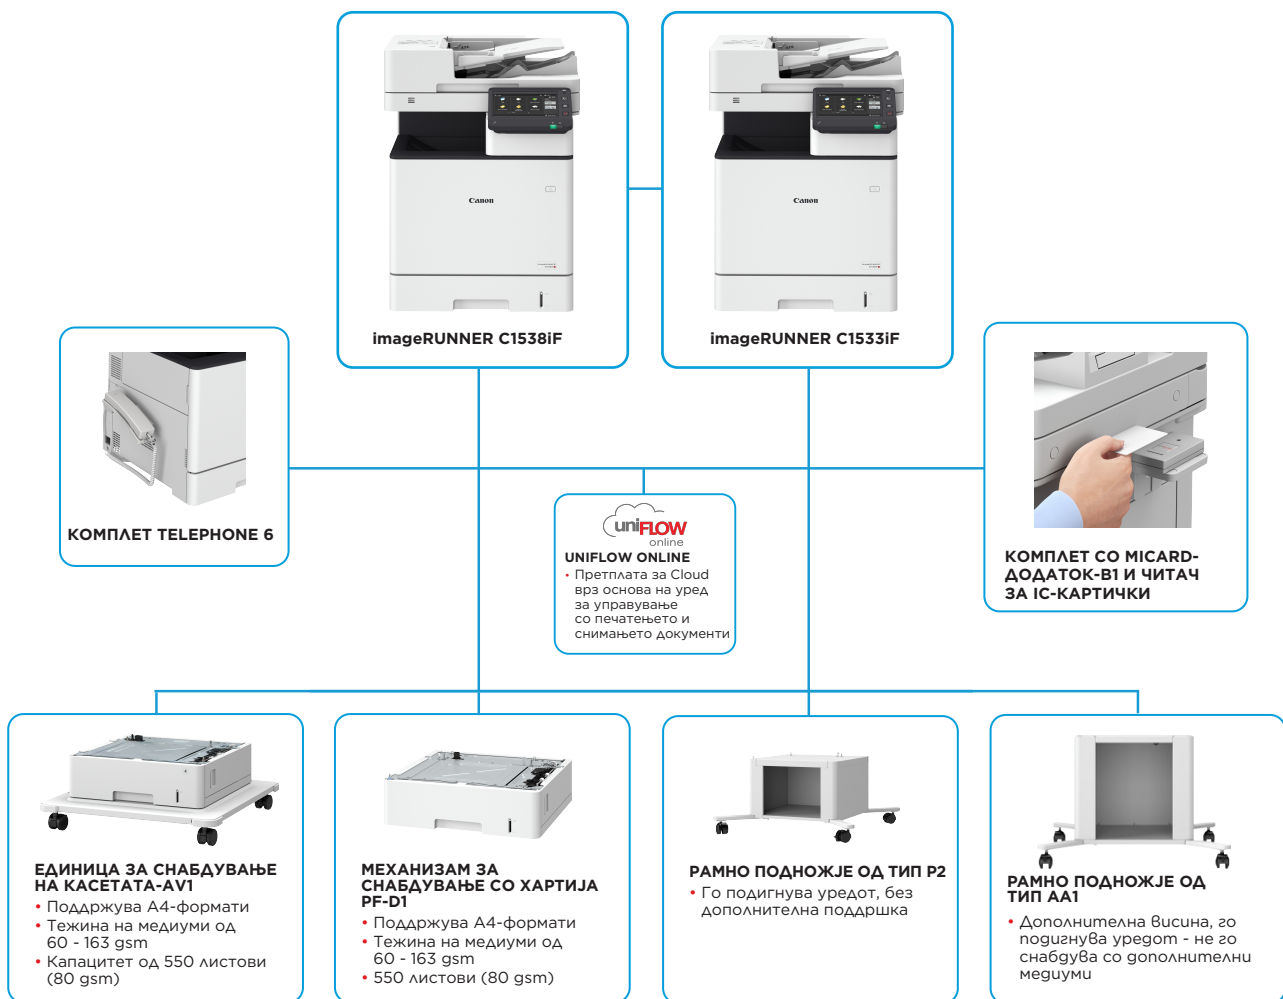 Canon
Canon
imageRUNNER C1538iF
imageRUNNER C1533iF
КОМПЛЕТ TELEPHONE 6
uniFLOW
online
UNIFLOW ONLINE
• Претплата за Cloud
врз основа на уред
за управување
со печатењето и
снимањето документи
КОМПЛЕТ СО MICARD-
ДОДАТОК-B1 И ЧИТАЧ
ЗА IC-КАРТИЧКИ
ЕДИНИЦА ЗА СНАБДУВАЊЕ
НА КАСЕТАТА-AV1
• Поддржува A4-формати
• Тежина на медиуми од
60 - 163 gsm
• Капацитет од 550 листови
(80 gsm)
МЕХАНИЗАМ ЗА
СНАБДУВАЊЕ СО ХАРТИЈА
PF-D1
• Поддржува A4-формати
• Тежина на медиуми од
60 - 163 gsm
• 550 листови (80 gsm)
РАМНО ПОДНОЖЈЕ ОД ТИП P2
• Го подигнува уредот, без
дополнителна поддршка
РАМНО ПОДНОЖЈЕ ОД
ТИП AA1
• Дополнителна висина, го
подигнува уредот - не го
снабдува со дополнителни
медиуми